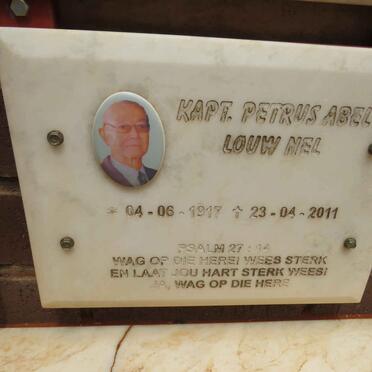 KAPT. PETRUS ABEL
LOUW NEL
* 04 - 06 - 1917 † 23 - 04 - 2011
PSALM 27 : 14
WAG OP DIE HERE! WEES STERK
EN LAAT JOU HART STERK WEES!
JA, WAG OP DIE HERE